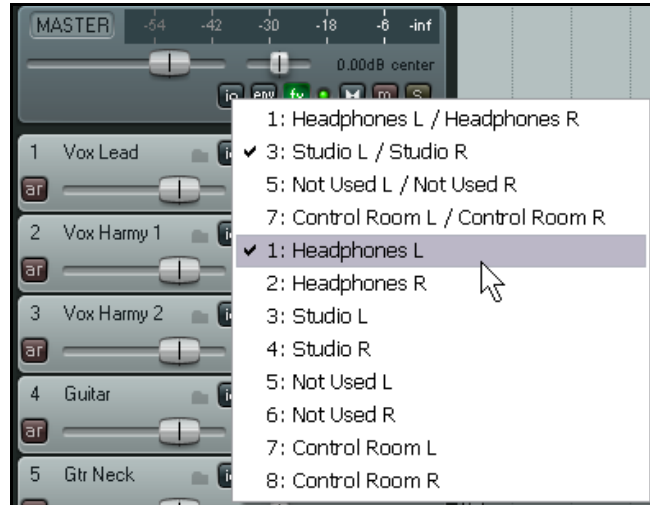 MASTER -54 -42 -30 -18 -6 -inf
0.00dB center
io env fx m S
1: Headphones L / Headphones R
✓ 3: Studio L / Studio R
5: Not Used L / Not Used R
7: Control Room L / Control Room R
✓ 1: Headphones L
2: Headphones R
3: Studio L
4: Studio R
5: Not Used L
6: Not Used R
7: Control Room L
8: Control Room R
1 Vox Lead
ar
2 Vox Harmy 1
ar
3 Vox Harmy 2
ar
4 Guitar
ar
5 Gtr Neck